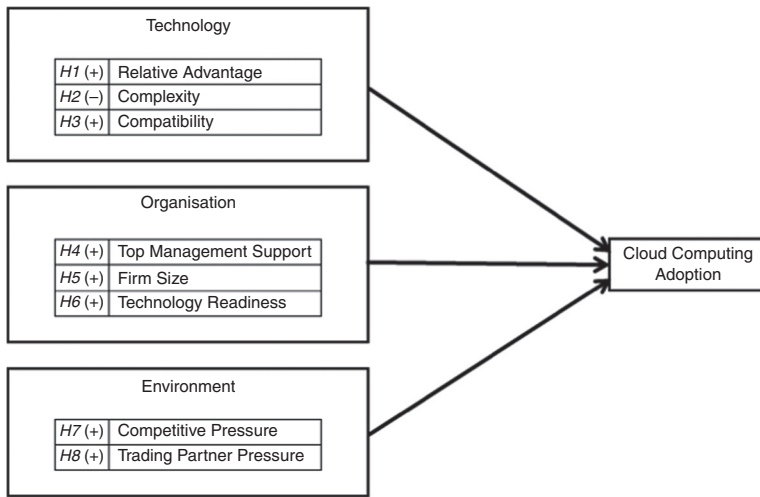 Technology
H1 (+) Relative Advantage
H2 (–) Complexity
H3 (+) Compatibility
Organisation
H4 (+) Top Management Support
H5 (+) Firm Size
H6 (+) Technology Readiness
Cloud Computing
Adoption
Environment
H7 (+) Competitive Pressure
H8 (+) Trading Partner Pressure